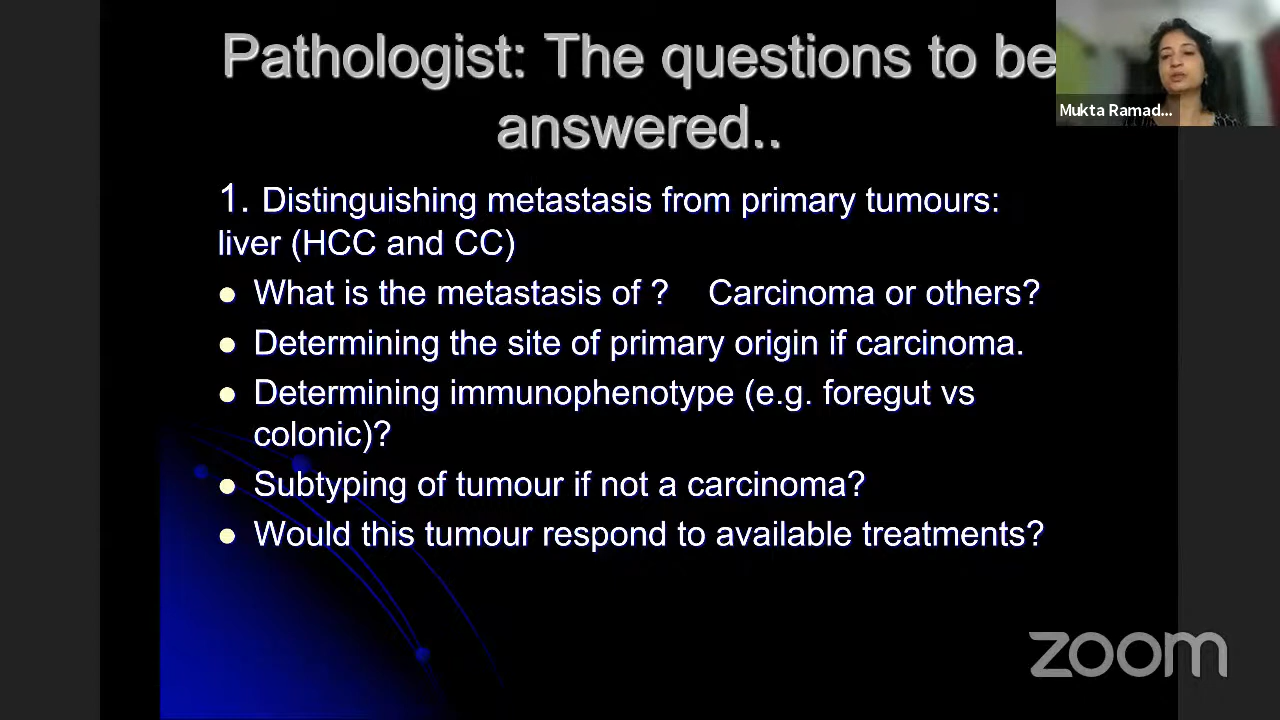 Pathologist: The questions to be
answered..
Mukta Ramad...
1. Distinguishing metastasis from primary tumours:
liver (HCC and CC)
What is the metastasis of ? Carcinoma or others?
Determining the site of primary origin if carcinoma.
Determining immunophenotype (e.g. foregut vs
colonic)?
Subtyping of tumour if not a carcinoma?
Would this tumour respond to available treatments?
zoom